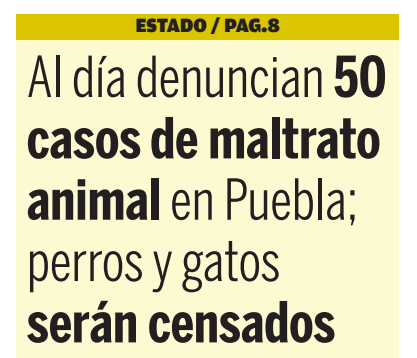 ESTADO / PAG.8
Al día denuncian 50
casos de maltrato
animal en Puebla;
perros y gatos
serán censados